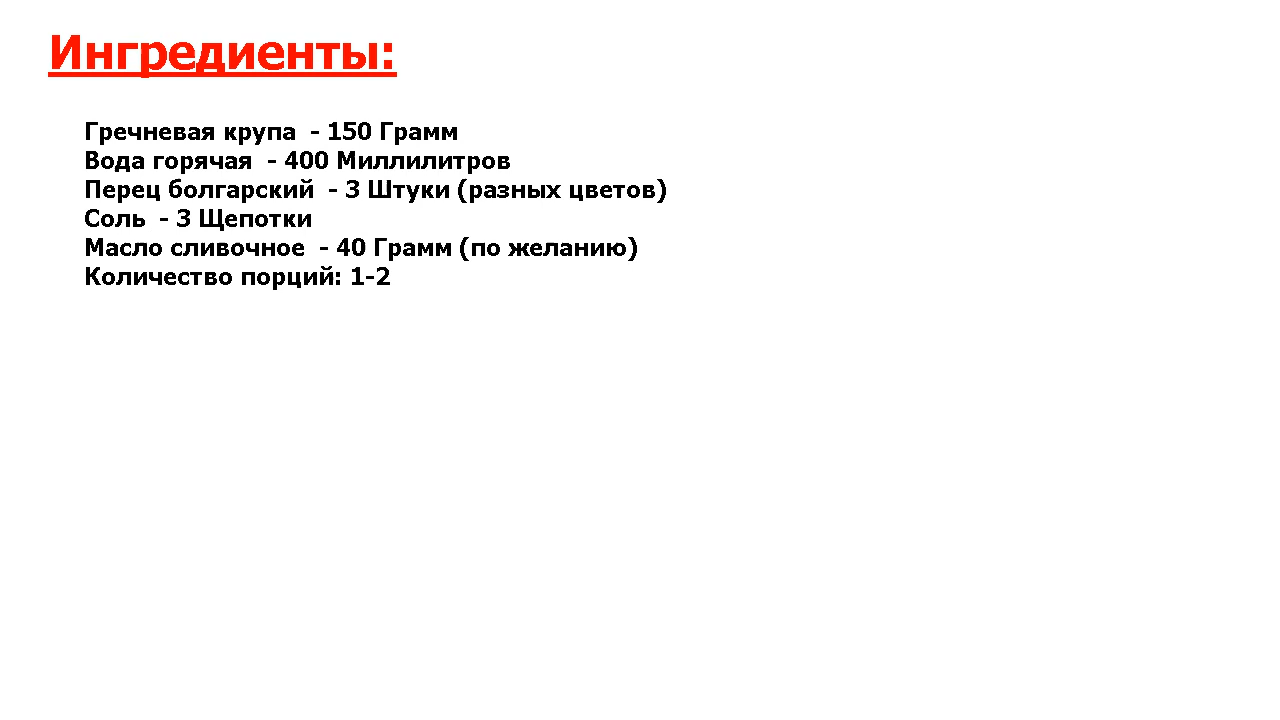 Ингредиенты:
Гречневая крупа  - 150 Грамм
Вода горячая  - 400 Миллилитров
Перец болгарский  - 3 Штуки (разных цветов)
Соль  - 3 Щепотки
Масло сливочное  - 40 Грамм (по желанию)
Количество порций: 1-2